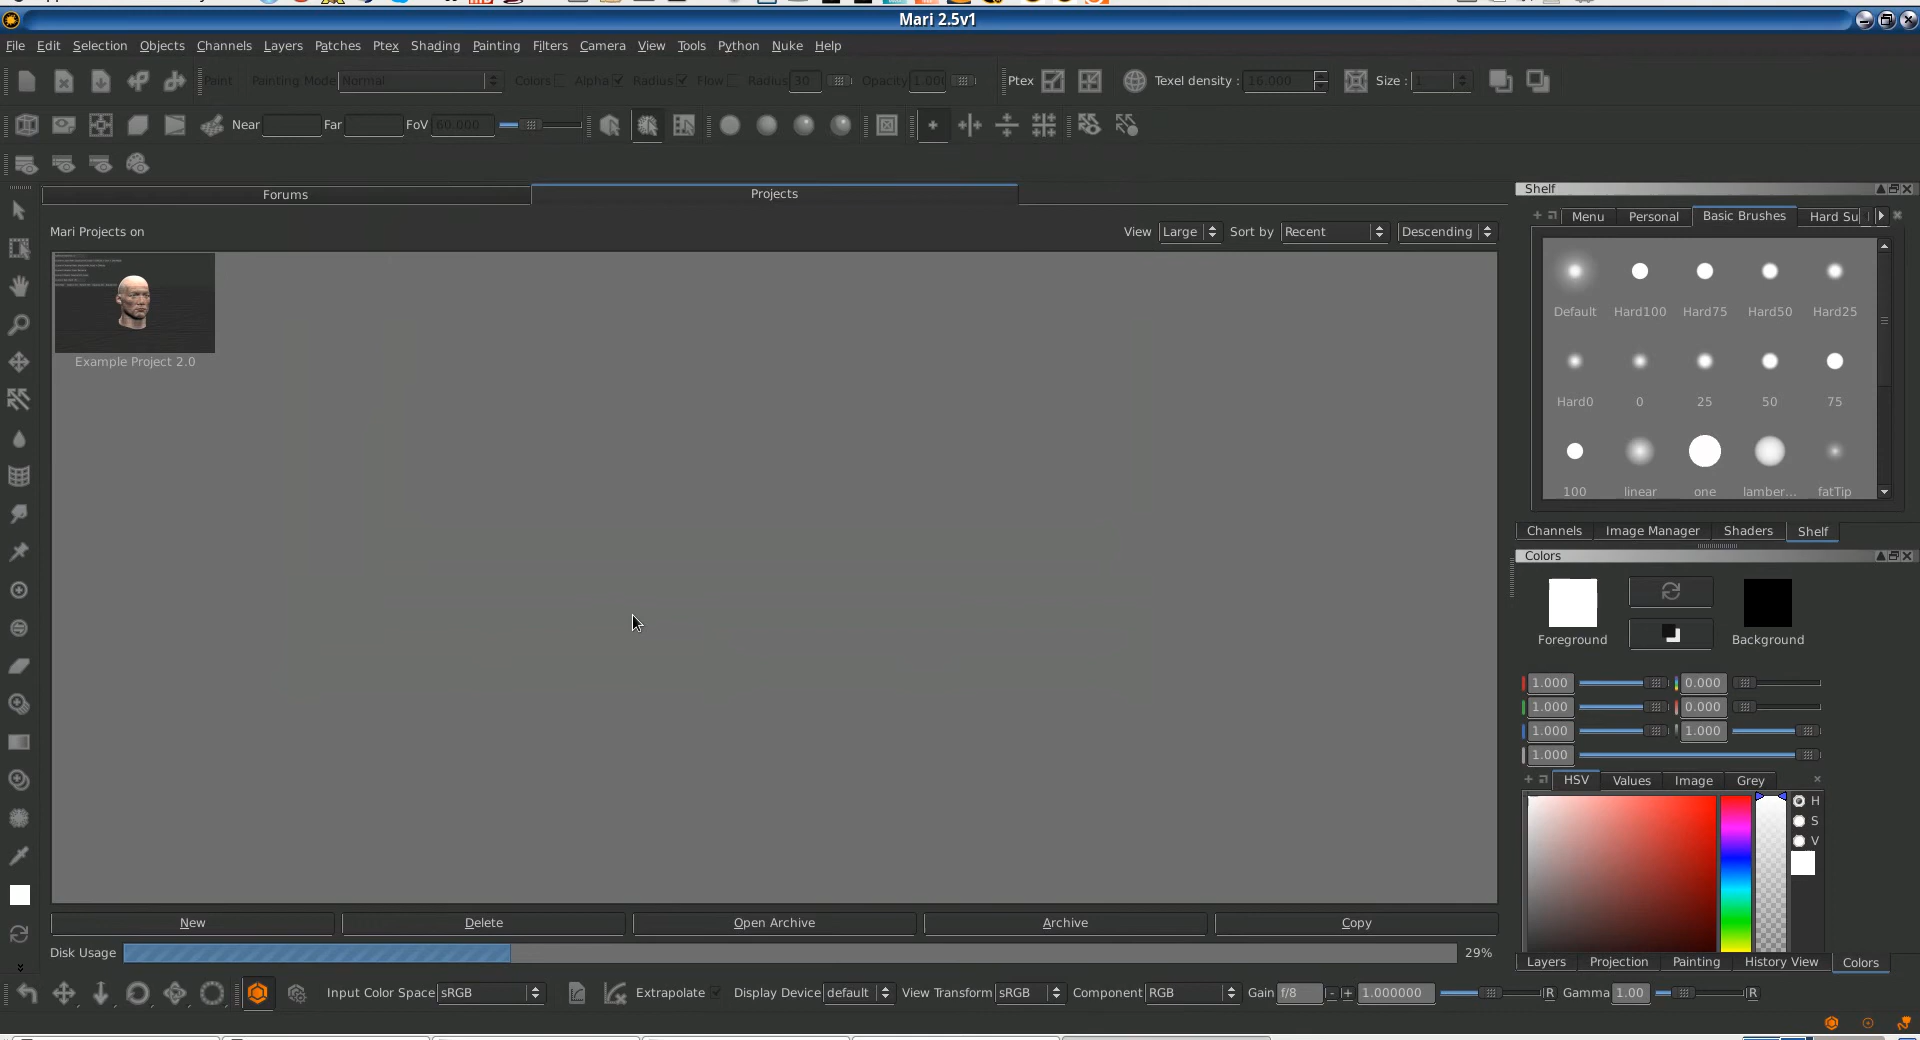 Mari 2.5v1
File Edit Selection Objects Channels Layers Patches Ptex Shading Painting Filters Camera View Tools Python Nuke Help
Paint Painting Mode Normal Colors Alpha Radius Flow Radius 30 Opacity 1.00 Ptex Texel density : 16.000 Size : 1
Near Far FoV 60.000
Forums Projects
Mari Projects on View Large Sort by Recent Descending
Example Project 2.0
New Delete Open Archive Archive Copy
Disk Usage 29%
Shelf
Menu Personal Basic Brushes Hard Su
Default Hard100 Hard75 Hard50 Hard25
Hard0 0 25 50 75
100 linear one lamber... fatTip
Channels Image Manager Shaders Shelf
Colors
Foreground Background
1.000 0.000
1.000 0.000
1.000 1.000
1.000
HSV Values Image Grey
H
S
V
Layers Projection Painting History View Colors
Input Color Space sRGB Extrapolate Display Device default View Transform sRGB Component RGB Gain f/8 - + 1.000000 R Gamma 1.00 R